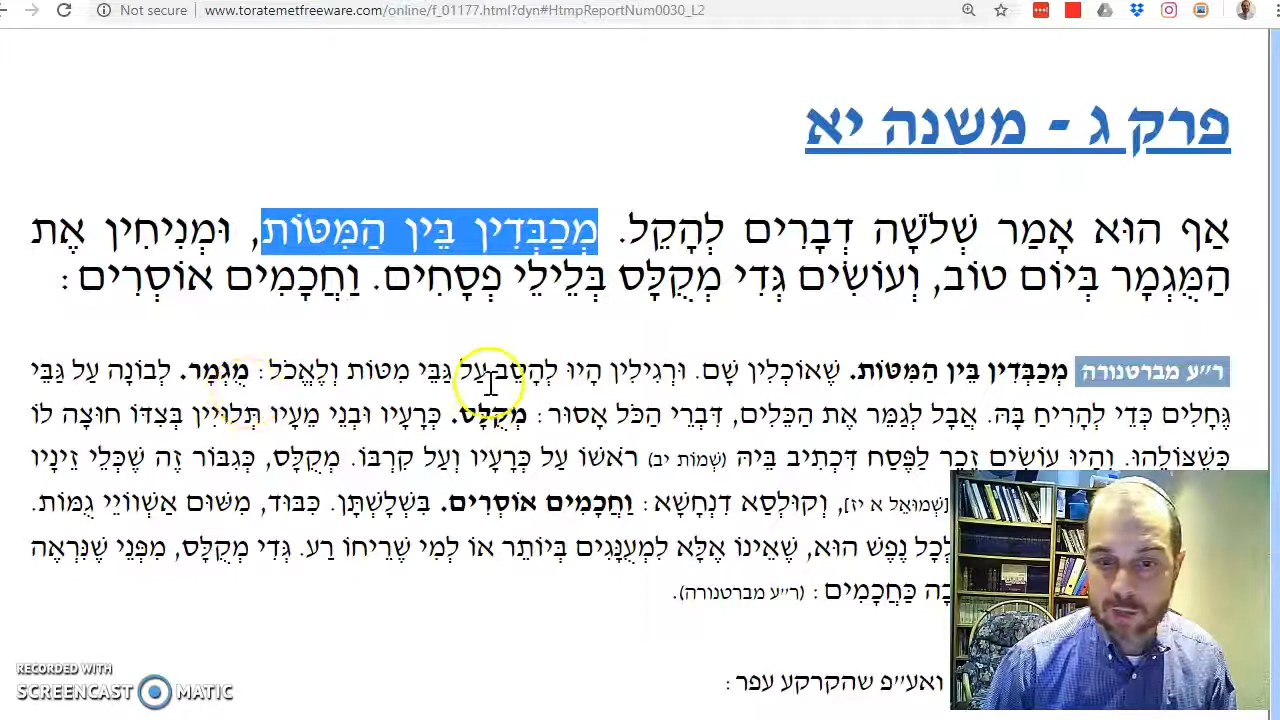 Not secure | www.toratemetfreeware.com/online/f_01177.html?dyn#HtmpReportNum0030_L2
פרק ג - משנה יא
אַף הוּא אָמַר שְׁלֹשָׁה דְבָרִים לְהָקֵל. מְכַבְּדִין בֵּין הַמִּטּוֹת, וּמְנִיחִין אֶת
הַמֻּגְמָר בְּיוֹם טוֹב, וְעוֹשִׂים גְּדִי מְקֻלָּס בְּלֵילֵי פְסָחִים. וַחֲכָמִים אוֹסְרִים:
ר״ע מברטנורה מְכַבְּדִין בֵּין הַמִּטּוֹת. שֶׁאוֹכְלִין שָׁם. וּרְגִילִין הָיוּ לְהָסֵב עַל גַּבֵּי מִטּוֹת וְלֶאֱכֹל: מֻגְמָר. לְבוֹנָה עַל גַּבֵּי
גֶּחָלִים כְּדֵי לְהָרִיחַ בָּהּ. אֲבָל לְגַמֵּר אֶת הַכֵּלִים, דִּבְרֵי הַכֹּל אָסוּר: מְקֻלָּס. כְּרָעָיו וּבְנֵי מֵעָיו תְּלוּיִין בְּצִדּוֹ חוּצָה לוֹ
כְּשֶׁצּוֹלֵהוּ. וְהָיוּ עוֹשִׂים זֵכֶר לַפֶּסַח דִּכְתִיב בֵּיהּ (שְׁמוֹת יב) רֹאשׁוֹ עַל כְּרָעָיו וְעַל קִרְבּוֹ. מְקֻלָּס, כְּגִבּוֹר זֶה שֶׁכְּלֵי זֵינָיו
[שְׁמוּאֵל א יז], וְקוּלְסָא דִנְחָשָׁא: וַחֲכָמִים אוֹסְרִים. בִּשְׁלָשְׁתָּן. כִּבּוּד, מִשּׁוּם אַשְׁווֹיֵי גֻמּוֹת.
לְכָל נֶפֶשׁ הוּא, שֶׁאֵינוֹ אֶלָּא לִמְעֻנָּגִים בְּיוֹתֵר אוֹ לְמִי שֶׁרֵיחוֹ רַע. גְּדִי מְקֻלָּס, מִפְּנֵי שֶׁנִּרְאֶה
כַּחֲכָמִים: (ר״ע מברטנורה).
ואע״פ שהקרקע עפר:
RECORDED WITH
SCREENCAST MATIC